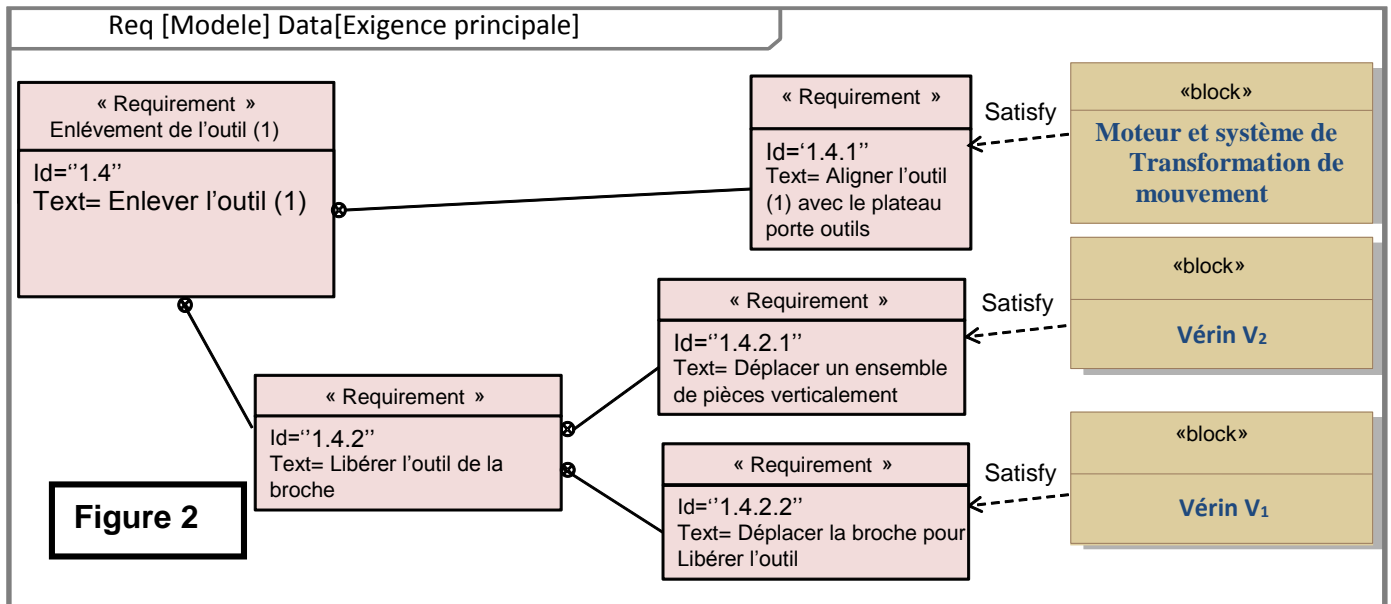 Req [Modele] Data[Exigence principale]
« Requirement »
Enlévement de l'outil (1)
Id=''1.4''
Text= Enlever l'outil (1)
« Requirement »
Id='1.4.1''
Text= Aligner l'outil
(1) avec le plateau
porte outils
Satisfy
«block»
Moteur et système de
Transformation de
mouvement
« Requirement »
Id=''1.4.2.1''
Text= Déplacer un ensemble
de pièces verticalement
Satisfy
«block»
Vérin V2
« Requirement »
Id=''1.4.2''
Text= Libérer l'outil de la
broche
« Requirement »
Id=''1.4.2.2''
Text= Déplacer la broche pour
Libérer l'outil
Satisfy
«block»
Vérin V1
Figure 2